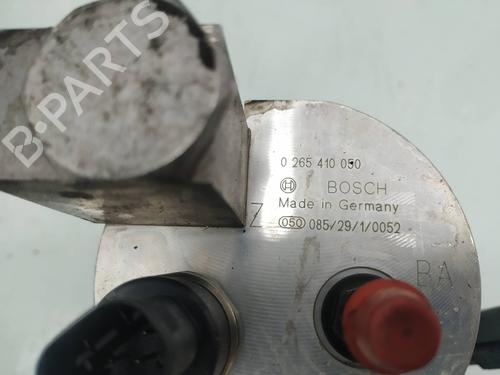 B-PARTS
0 265 410 050
BOSCH
Made in Germany
050 085/29/1/0052
Z
BA